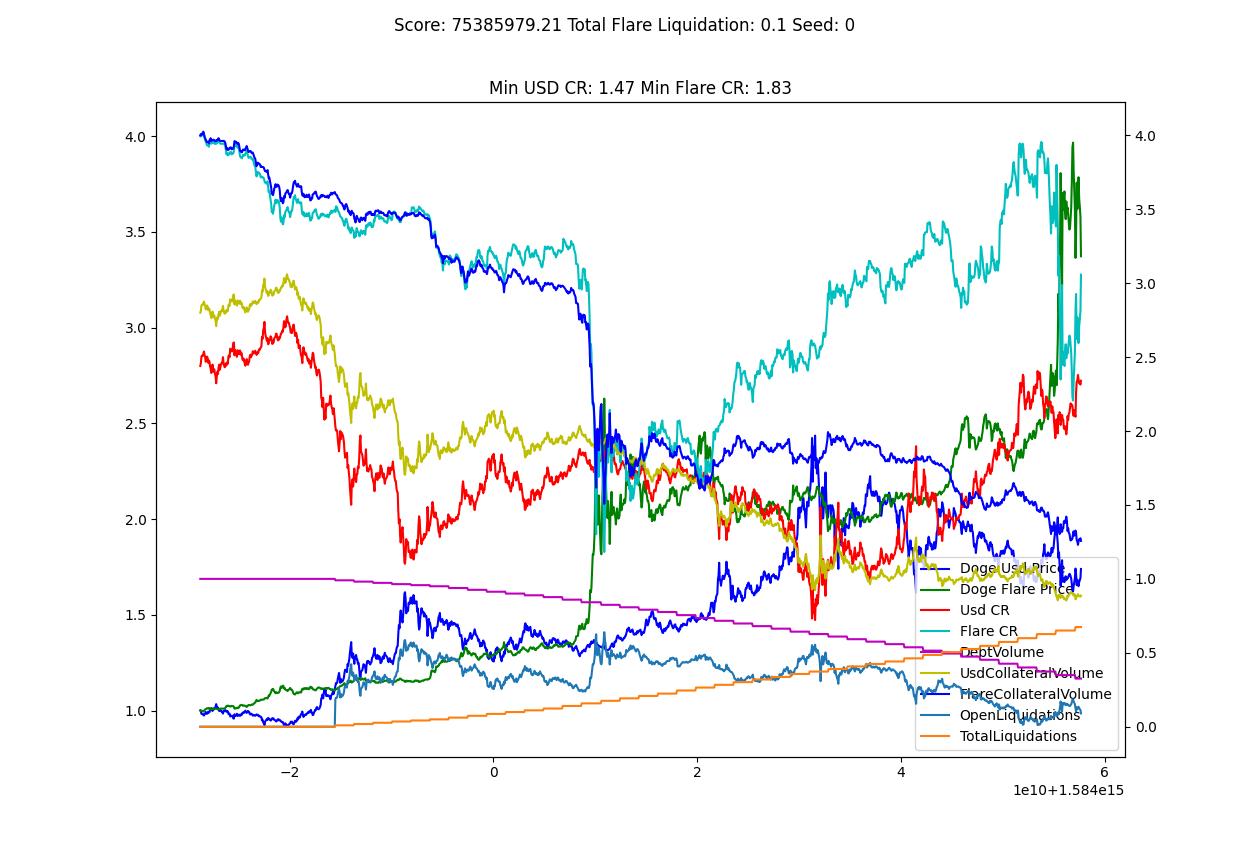 Score: 75385979.21 Total Flare Liquidation: 0.1 Seed: 0
Min USD CR: 1.47 Min Flare CR: 1.83
4.0
3.5
3.0
2.5
2.0
1.5
1.0
4.0
3.5
3.0
2.5
2.0
1.5
1.0
0.5
0.0
Doge Usd Price
Doge Flare Price
Usd CR
Flare CR
DeptVolume
UsdCollateralVolume
FlareCollateralVolume
OpenLiquidations
TotalLiquidations
−2
0
2
4
6
1e10+1.584e15